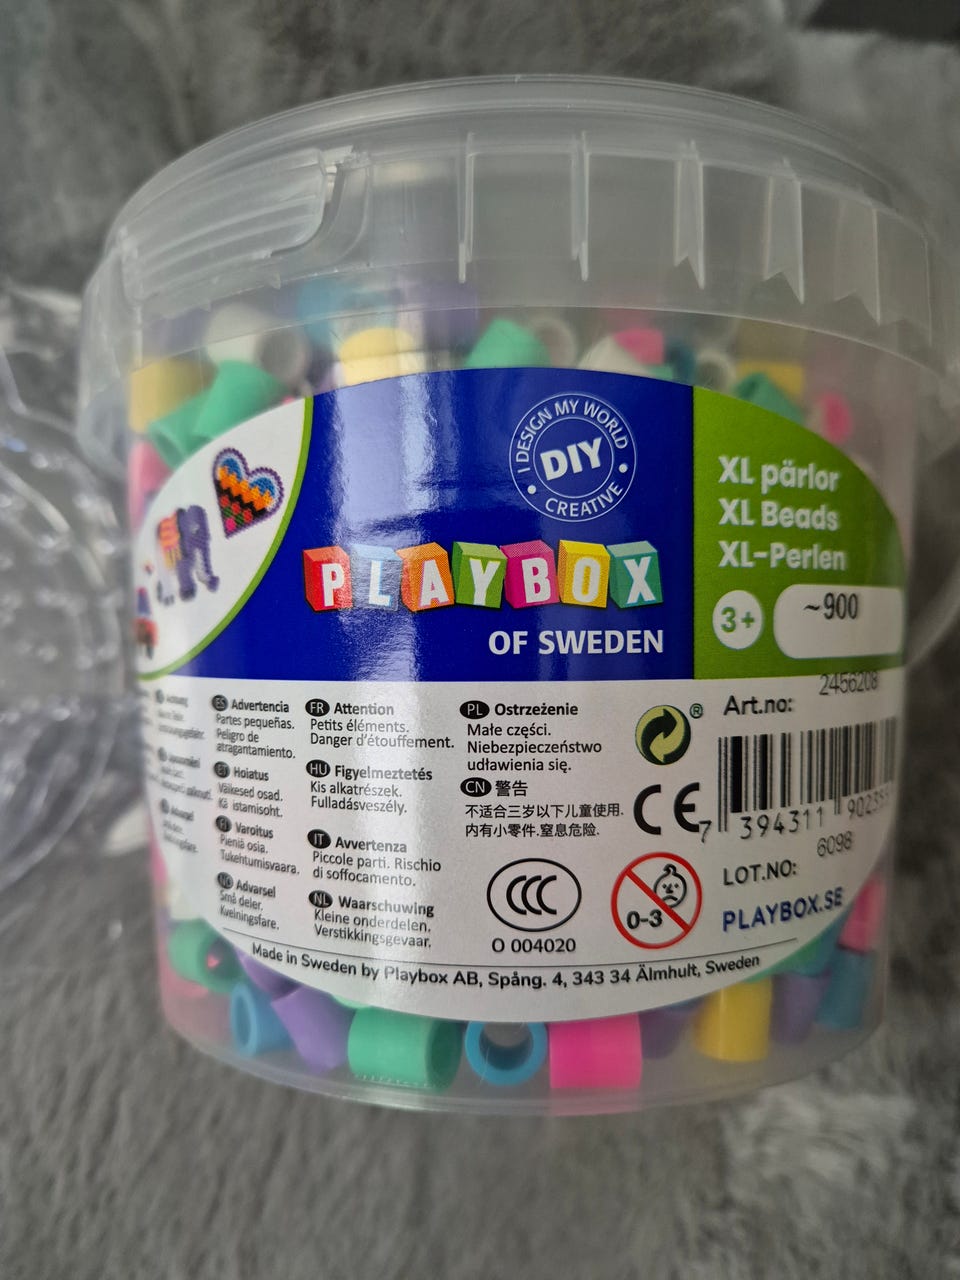 I DESIGN MY WORLD
DIY
CREATIVE
PLAYBOX
OF SWEDEN
XL pärlor
XL Beads
XL-Perlen
3+
~900
ES Advertencia
Partes pequeñas.
Peligro de
atragantamiento.
Hoiatus
Väikesed osad.
Kä istamisoht.
FI Varoitus
Pieniä osia.
Tukehtumisvaara.
NO Advarsel
Små deler.
Kvelningsfare.
FR Attention
Petits éléments.
Danger d'étouffement.
HU Figyelmeztetés
Kis alkatrészek.
Fulladásveszély.
IT Avvertenza
Piccole parti. Rischio
di soffocamento.
NL Waarschuwing
Kleine onderdelen.
Verstikkingsgevaar.
PL Ostrzeżenie
Małe części.
Niebezpieczeństwo
udławienia się.
CN 警告
不适合三岁以下儿童使用.
内有小零件.窒息危险.
CCC
O 004020
®
CE
0-3
Art.no: 2456208
7 394311 902355
LOT.NO: 6098
PLAYBOX.SE
Made in Sweden by Playbox AB, Spång. 4, 343 34 Älmhult, Sweden